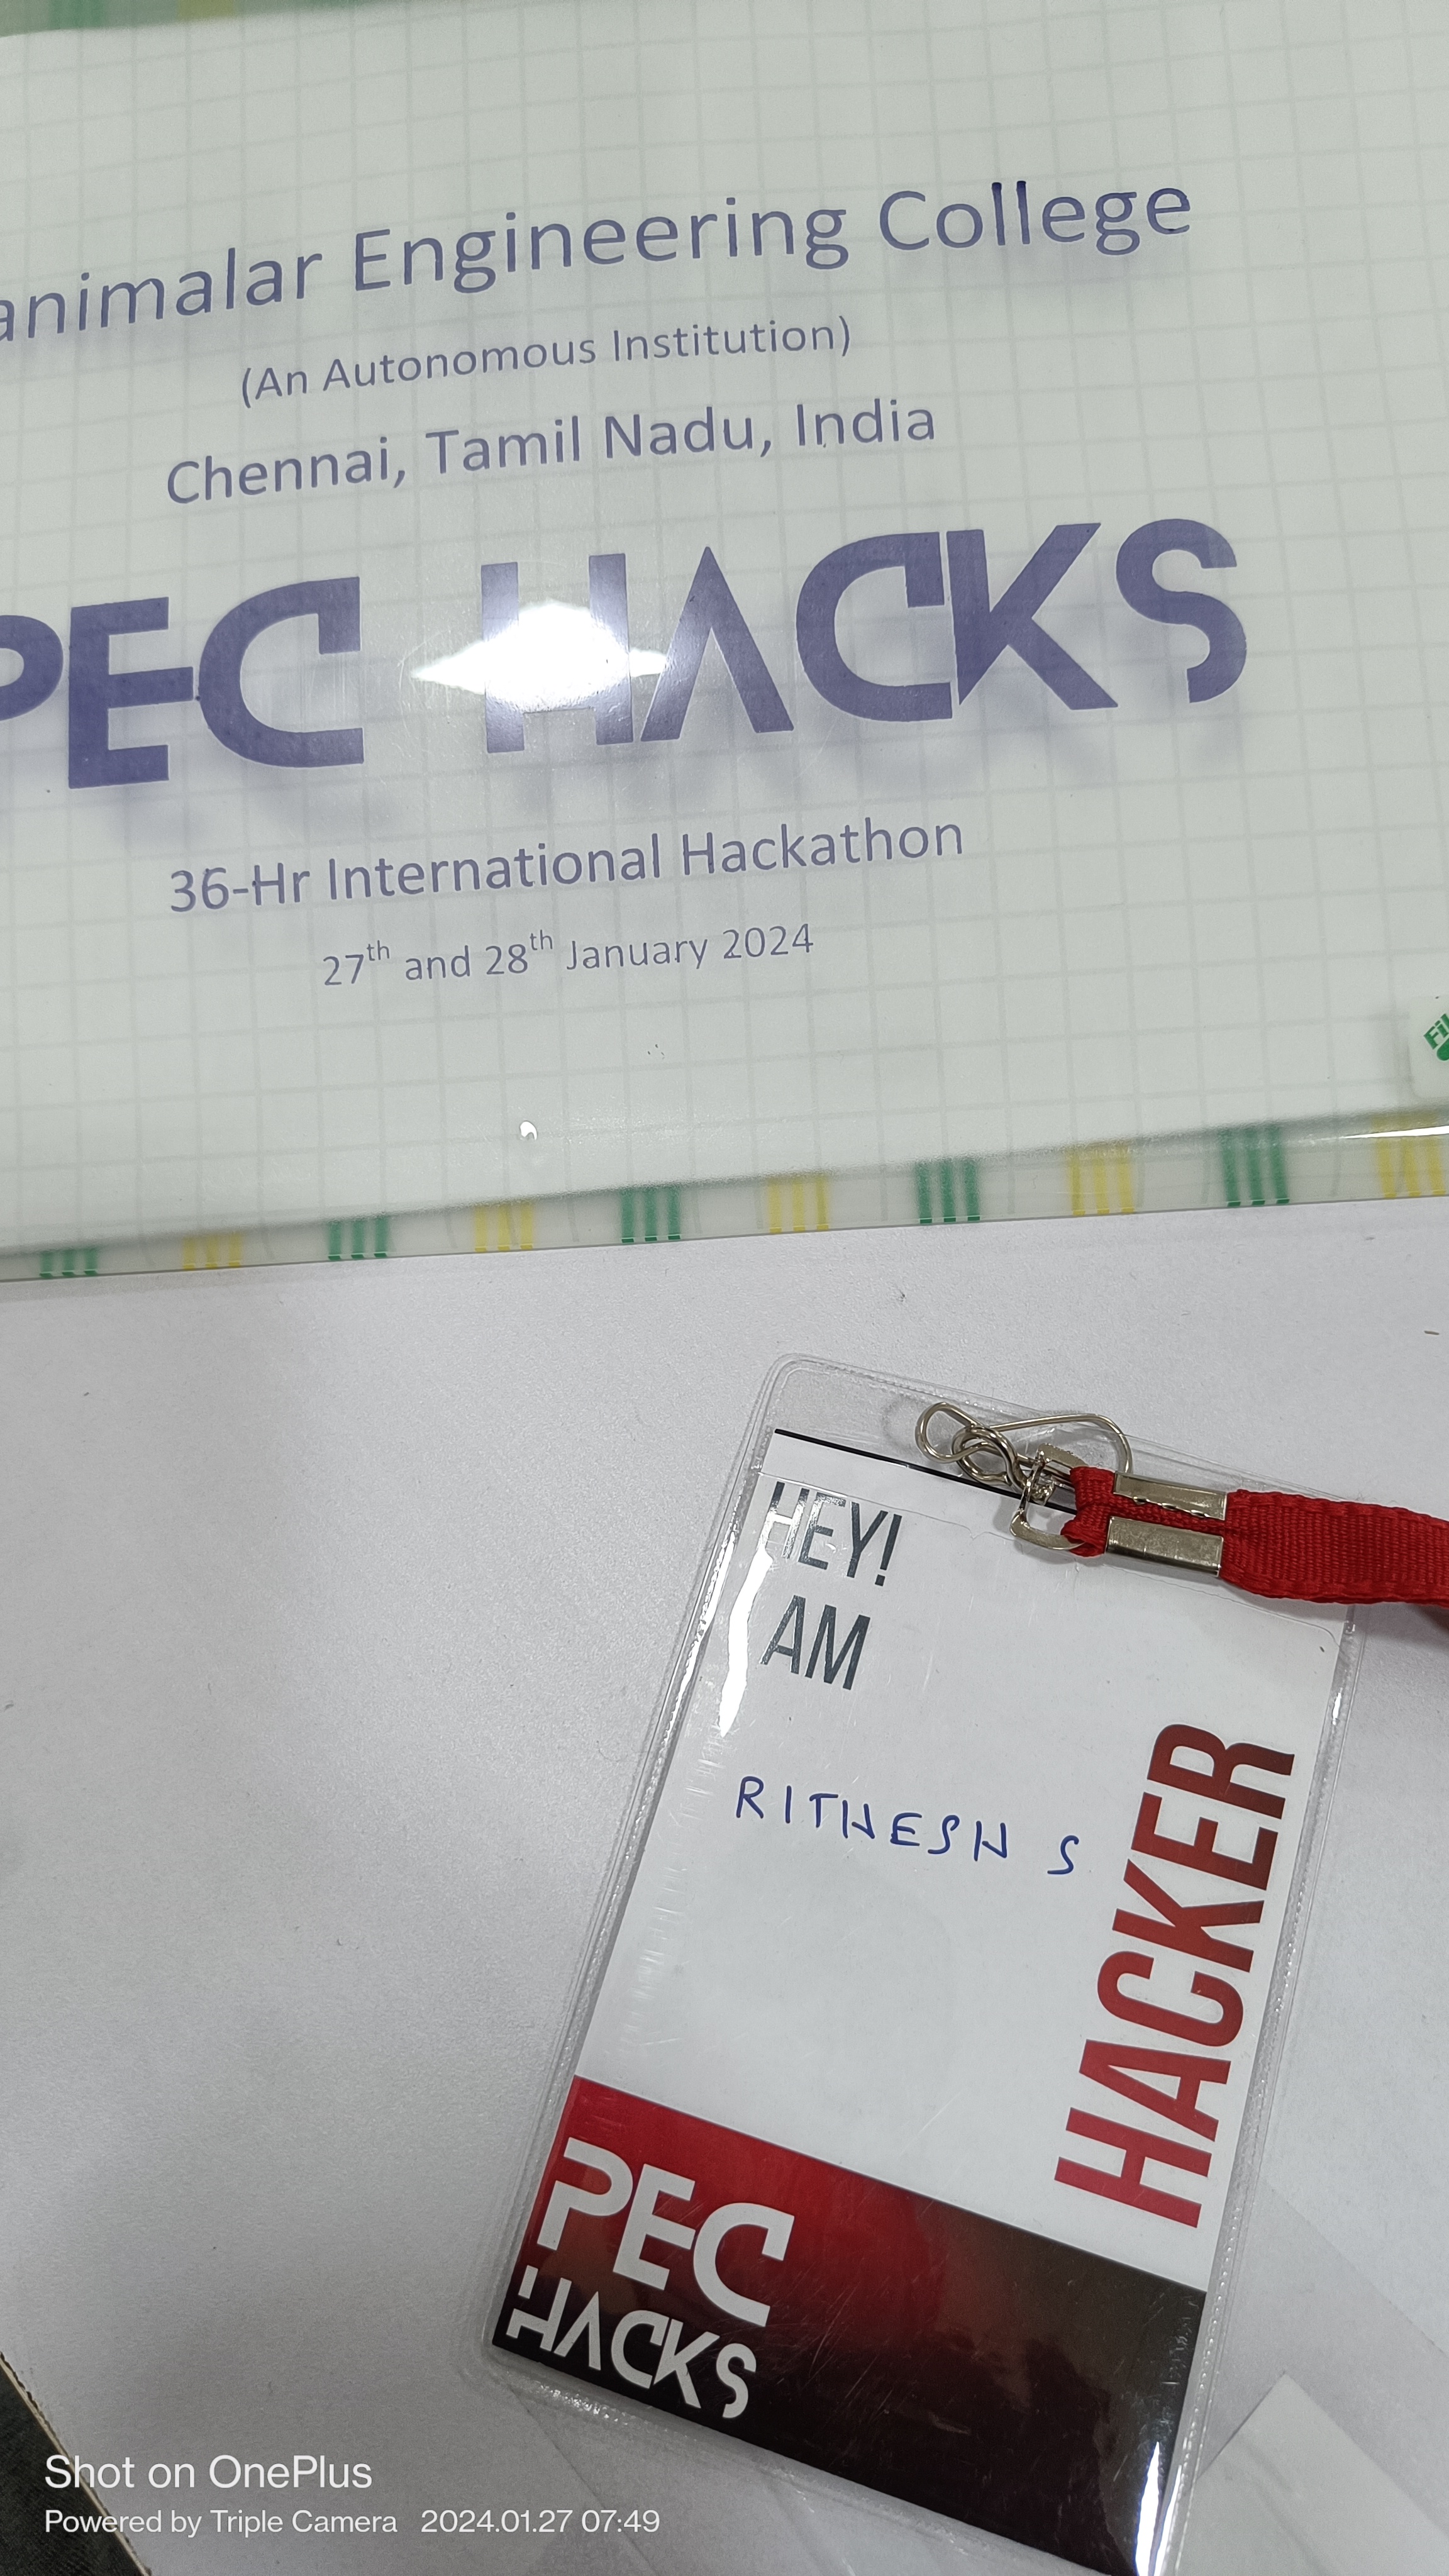 animalar Engineering College
(An Autonomous Institution)
Chennai, Tamil Nadu, India
PEC HACKS
36-Hr International Hackathon
27th and 28th January 2024
HEY!
AM
RITHESH S
HACKER
PEC
HACKS
Shot on OnePlus
Powered by Triple Camera 2024.01.27 07:49